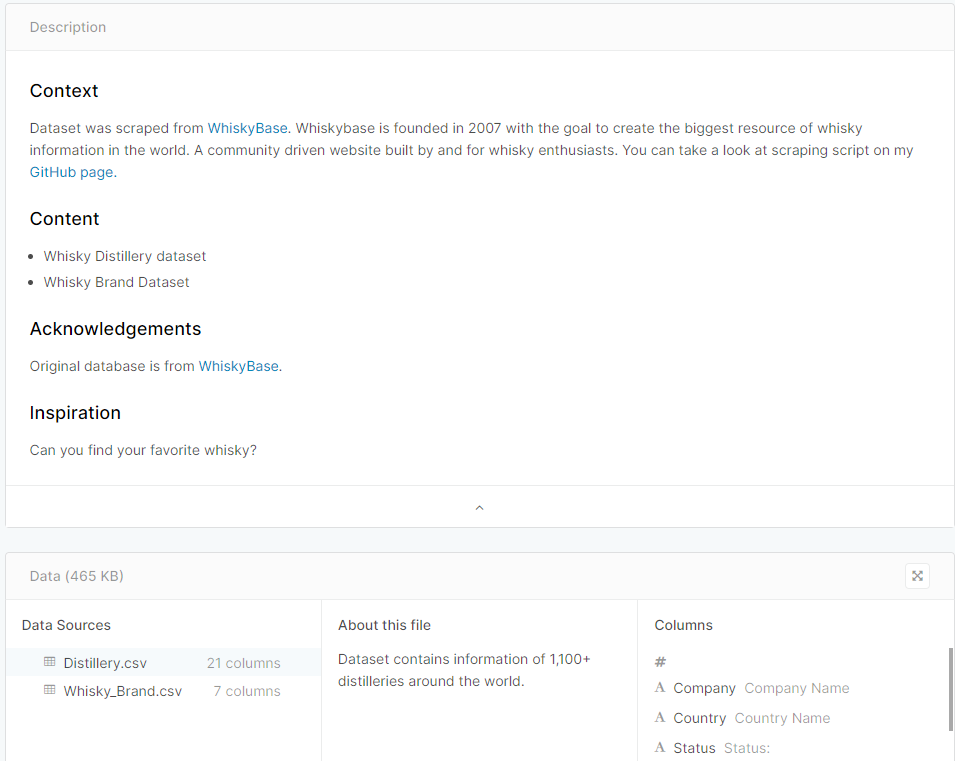 Description
Context
Dataset was scraped from WhiskyBase. Whiskybase is founded in 2007 with the goal to create the biggest resource of whisky
information in the world. A community driven website built by and for whisky enthusiasts. You can take a look at scraping script on my
GitHub page.
Content
Whisky Distillery dataset
Whisky Brand Dataset
Acknowledgements
Original database is from WhiskyBase.
Inspiration
Can you find your favorite whisky?
Data (465 KB)
Data Sources
Distillery.csv 21 columns
Whisky_Brand.csv 7 columns
About this file
Dataset contains information of 1,100+
distilleries around the world.
Columns
#
A Company Company Name
A Country Country Name
A Status Status: